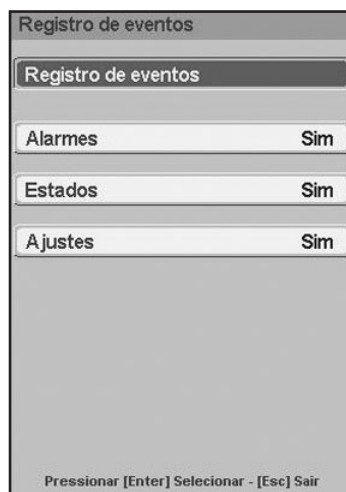 Registro de eventos
Registro de eventos
Alarmes Sim
Estados Sim
Ajustes Sim
Pressionar [Enter] Selecionar - [Esc] Sair